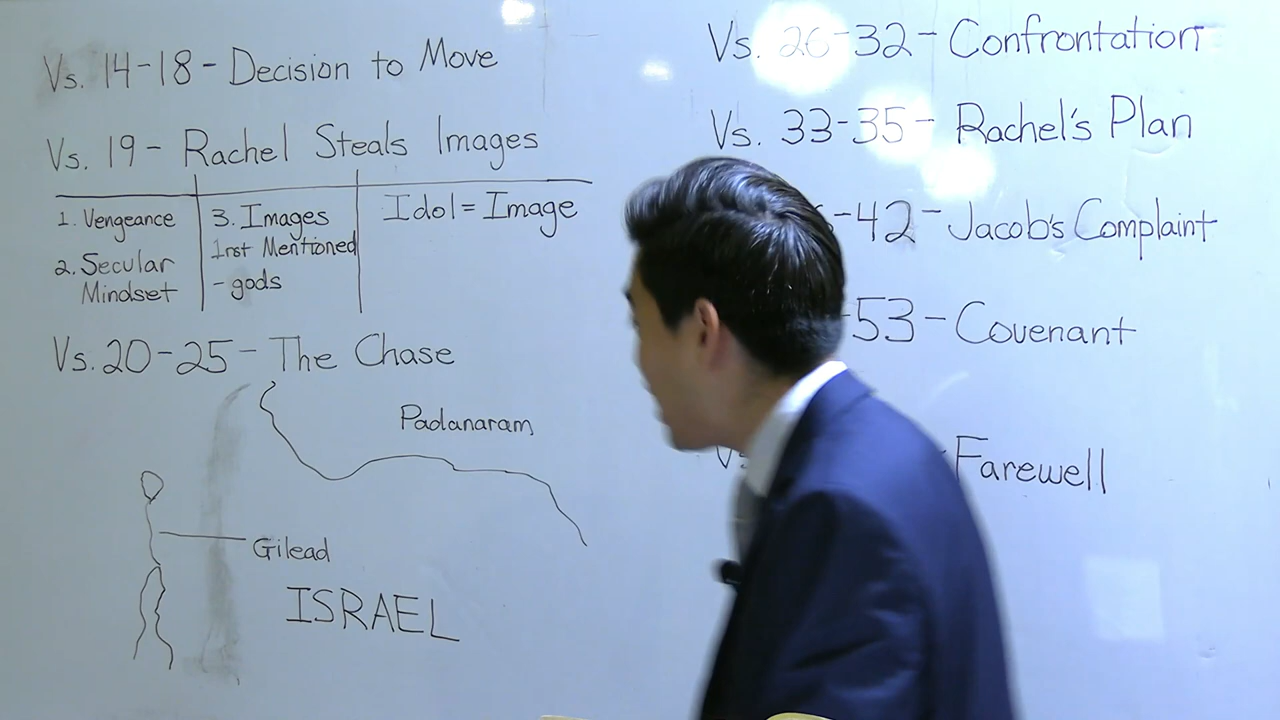 Vs. 14-18 - Decision to Move
Vs. 19 - Rachel Steals Images
1. Vengeance
2. Secular
Mindset
3. Images
1rst Mentioned
- gods
Idol = Image
Vs. 20-25 - The Chase
Padanaram
Gilead
ISRAEL
Vs. 26-32 - Confrontation
Vs. 33-35 - Rachel's Plan
-42 - Jacob's Complaint
-53 - Covenant
Farewell